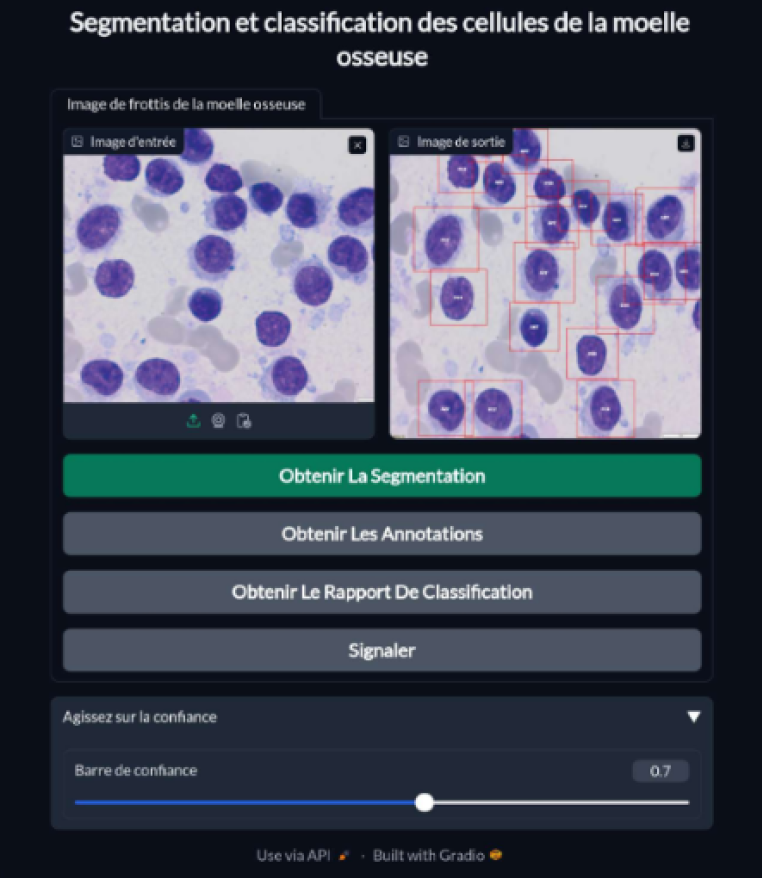 Segmentation et classification des cellules de la moelle
osseuse
Image de frottis de la moelle osseuse
Image d'entrée
Image de sortie
Obtenir La Segmentation
Obtenir Les Annotations
Obtenir Le Rapport De Classification
Signaler
Agissez sur la confiance
Barre de confiance
0.7
Use via API · Built with Gradio